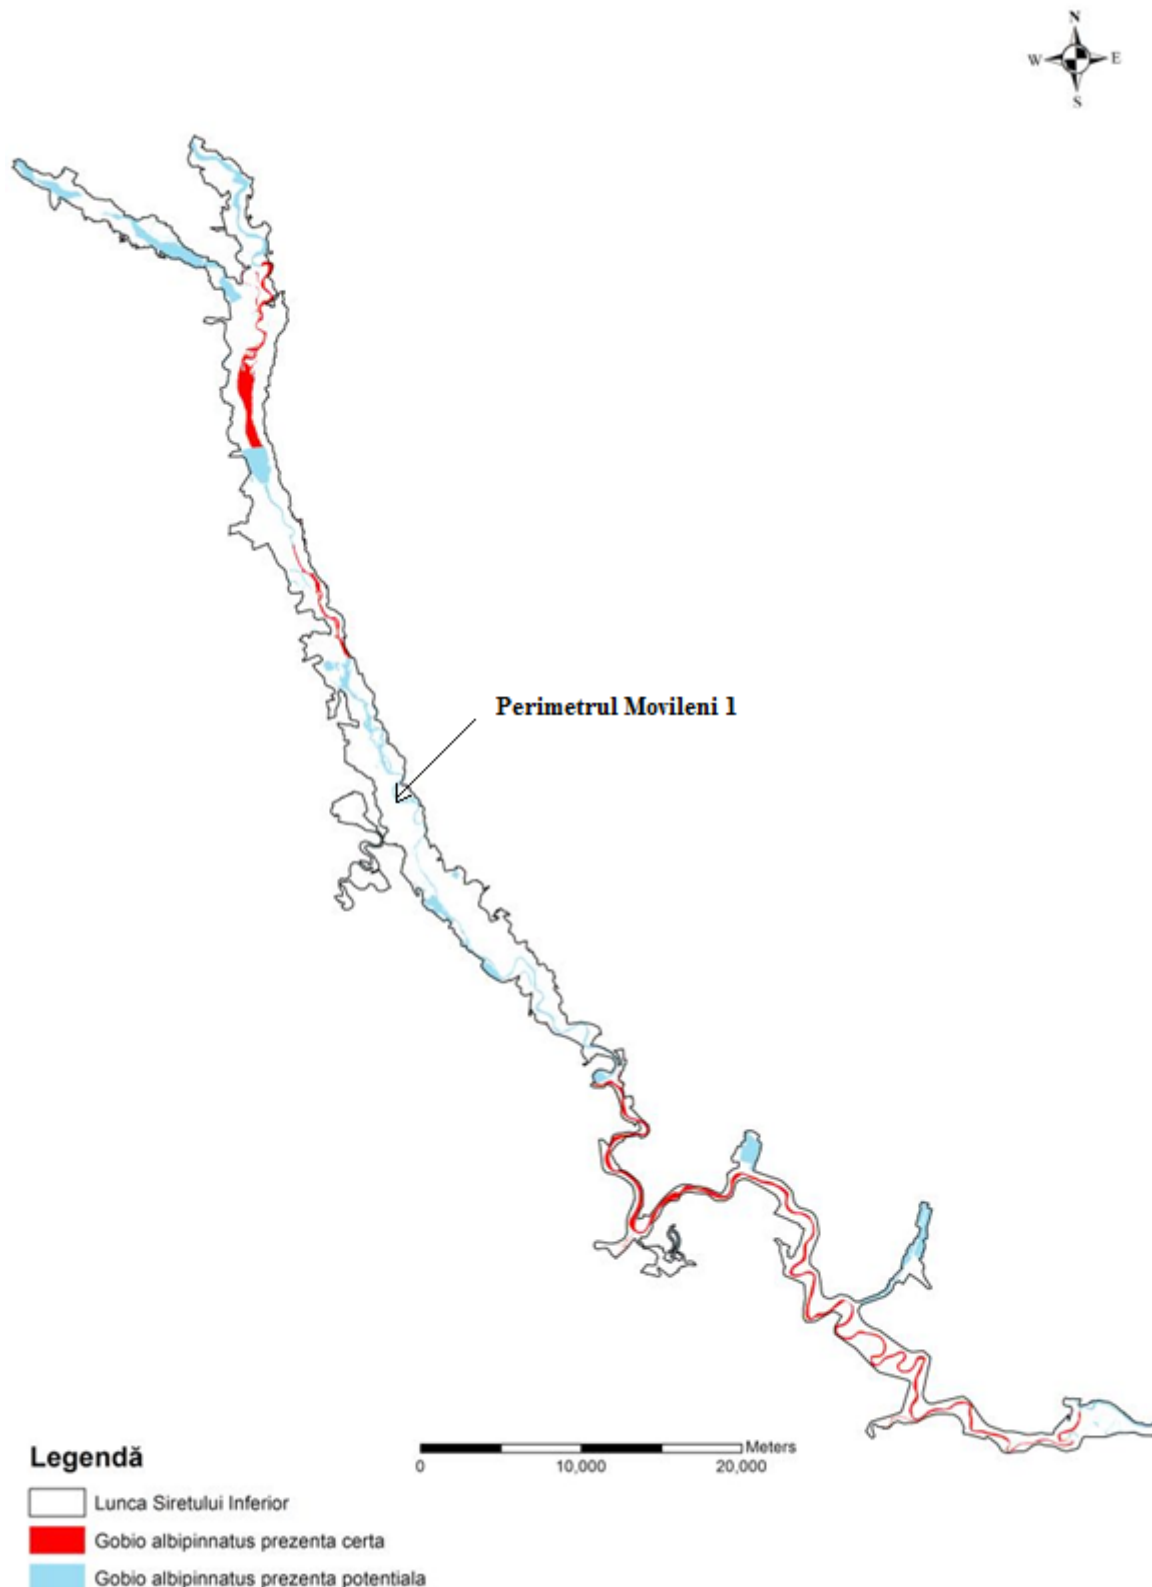 N
W E
S
Perimetrul Movileni 1
Meters
0 10,000 20,000
Legendă
Lunca Siretului Inferior
Gobio albipinnatus prezenta certa
Gobio albipinnatus prezenta potentiala